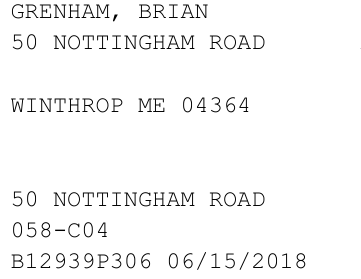 GRENHAM, BRIAN
50 NOTTINGHAM ROAD
WINTHROP ME 04364
50 NOTTINGHAM ROAD
058-C04
B12939P306 06/15/2018